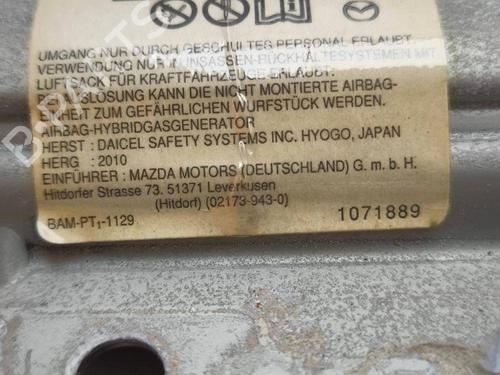 UMGANG NUR DURCH GESCHULTES PERSONAL ERLAUBT.
VERWENDUNG NUR IN INSASSEN-RÜCKHALTESYSTEMEN MIT
LUFTSACK FÜR KRAFTFAHRZEUGE ERLAUBT.
BEI AUSLÖSUNG KANN DIE NICHT MONTIERTE AIRBAG-
EINHEIT ZUM GEFÄHRLICHEN WURFSTÜCK WERDEN.
AIRBAG-HYBRIDGASGENERATOR
HERST : DAICEL SAFETY SYSTEMS INC. HYOGO, JAPAN
HERG : 2010
EINFÜHRER : MAZDA MOTORS (DEUTSCHLAND) G. m b. H.
Hitdorfer Strasse 73. 51371 Leverkusen
(Hitdorf) (02173-943-0)
BAM-PT₁-1129 1071889